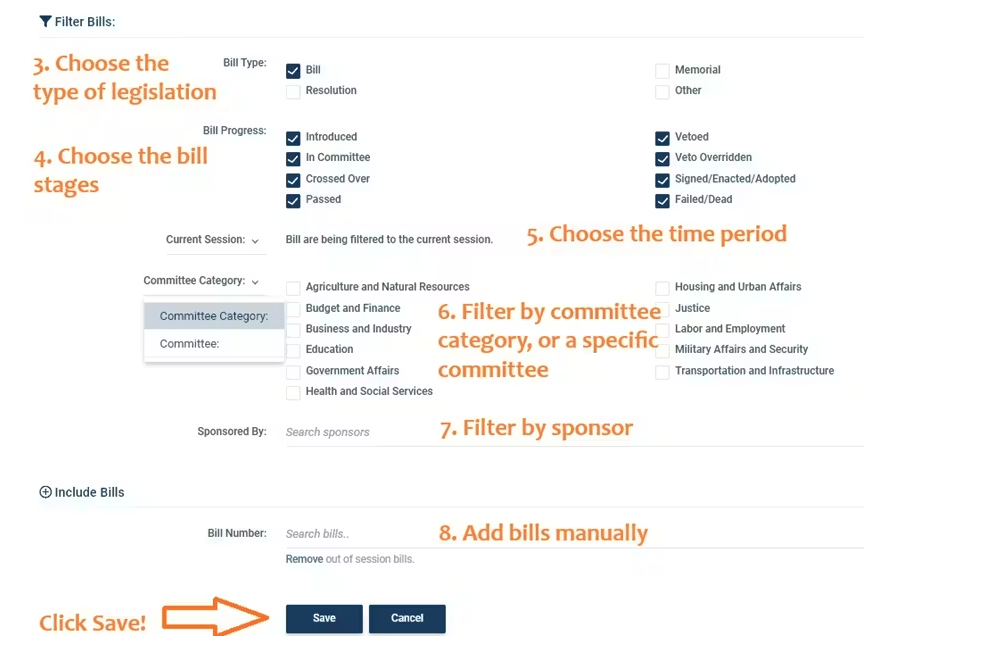 Filter Bills:
3. Choose the
type of legislation
Bill Type:
Bill
Memorial
Resolution
Other
Bill Progress:
4. Choose the bill
stages
Introduced
Vetoed
In Committee
Veto Overridden
Crossed Over
Signed/Enacted/Adopted
Passed
Failed/Dead
Current Session:
Bill are being filtered to the current session.
5. Choose the time period
Committee Category:
Committee Category:
Committee:
Agriculture and Natural Resources
Housing and Urban Affairs
Budget and Finance
Justice
Business and Industry
Labor and Employment
Education
Military Affairs and Security
Government Affairs
Transportation and Infrastructure
Health and Social Services
6. Filter by committee
category, or a specific
committee
Sponsored By:
Search sponsors
7. Filter by sponsor
Include Bills
Bill Number:
Search bills..
8. Add bills manually
Remove out of session bills.
Click Save!
Save
Cancel